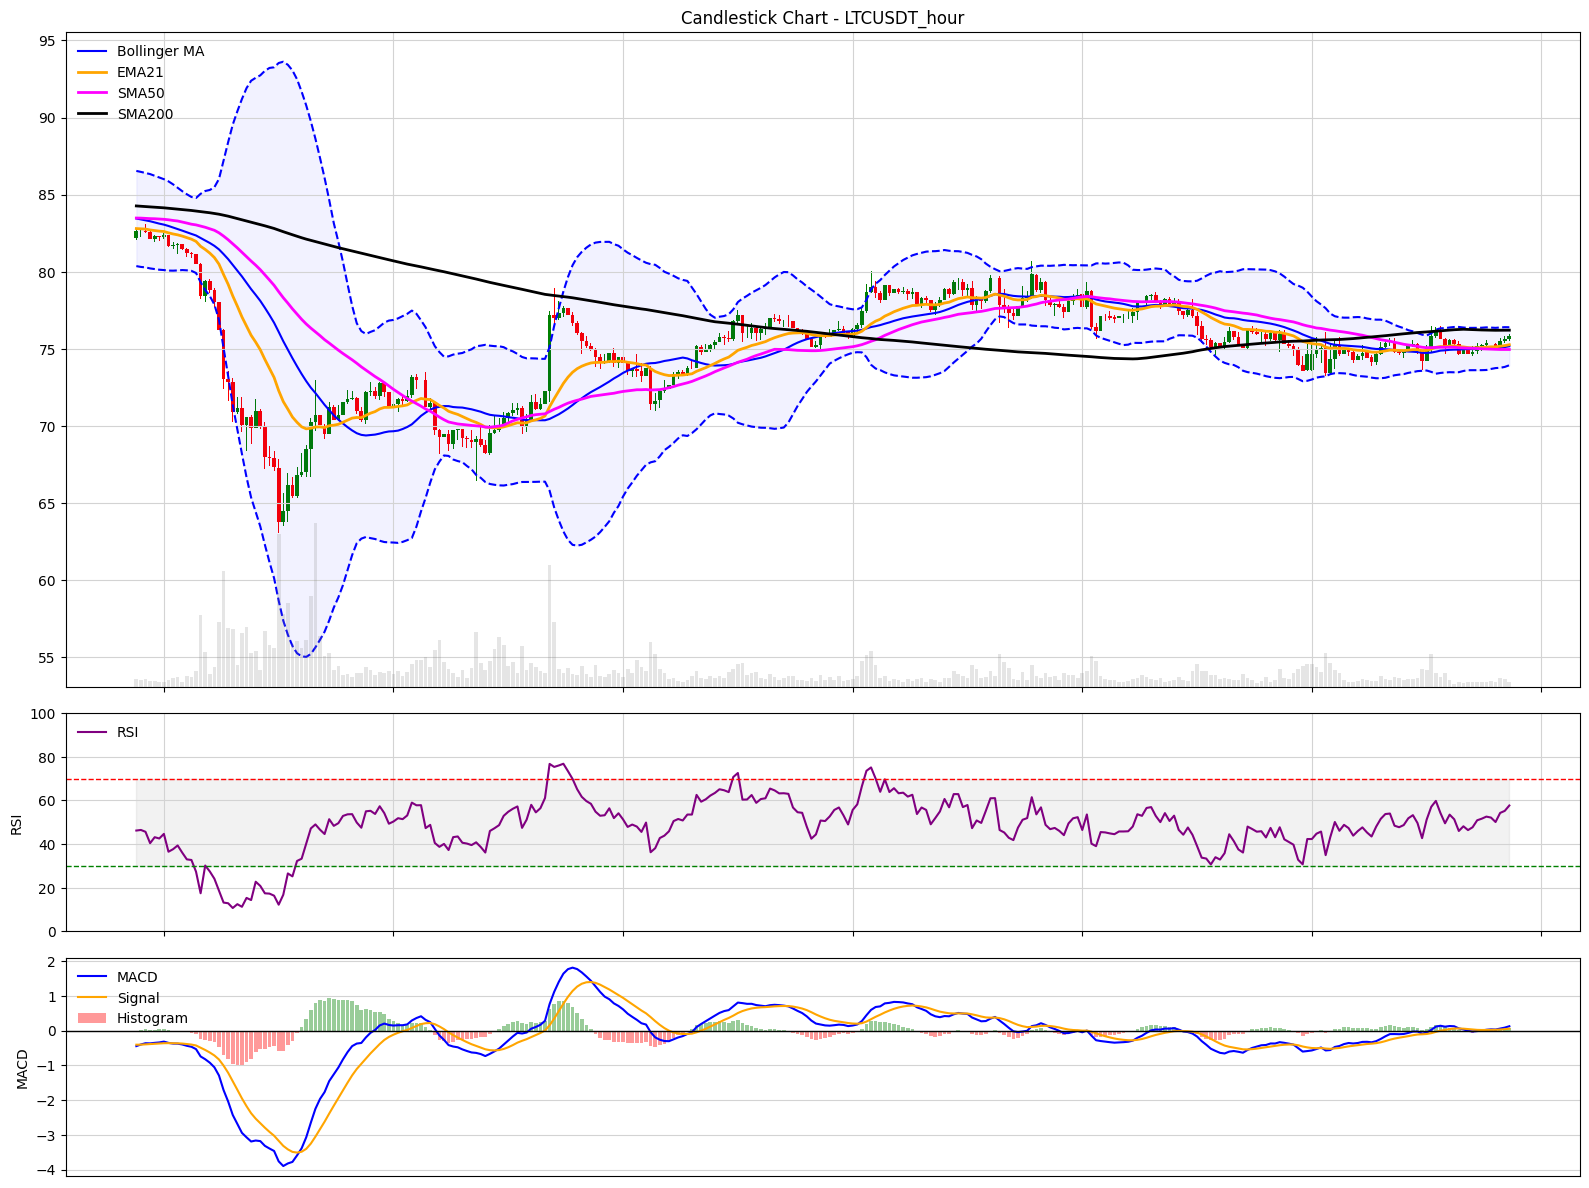 Candlestick Chart - LTCUSDT_hour
Bollinger MA
EMA21
SMA50
SMA200
95
90
85
80
75
70
65
60
55
RSI
100
80
60
40
20
0
RSI
MACD
Signal
Histogram
2
1
0
−1
−2
−3
−4
MACD